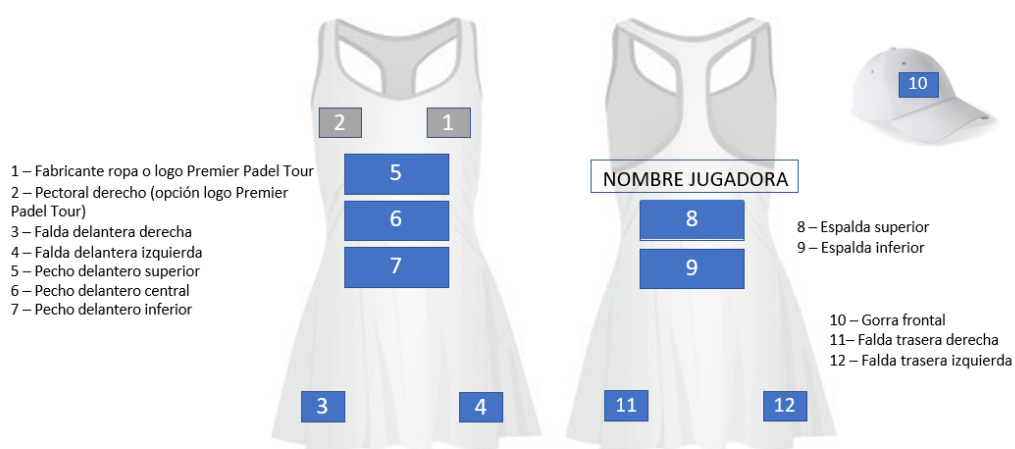 2
1
10
5
6
7
3
4
1 – Fabricante ropa o logo Premier Padel Tour
2 – Pectoral derecho (opción logo Premier
Padel Tour)
3 – Falda delantera derecha
4 – Falda delantera izquierda
5 – Pecho delantero superior
6 – Pecho delantero central
7 – Pecho delantero inferior
NOMBRE JUGADORA
8
9
11
12
8 – Espalda superior
9 – Espalda inferior
10 – Gorra frontal
11– Falda trasera derecha
12 – Falda trasera izquierda